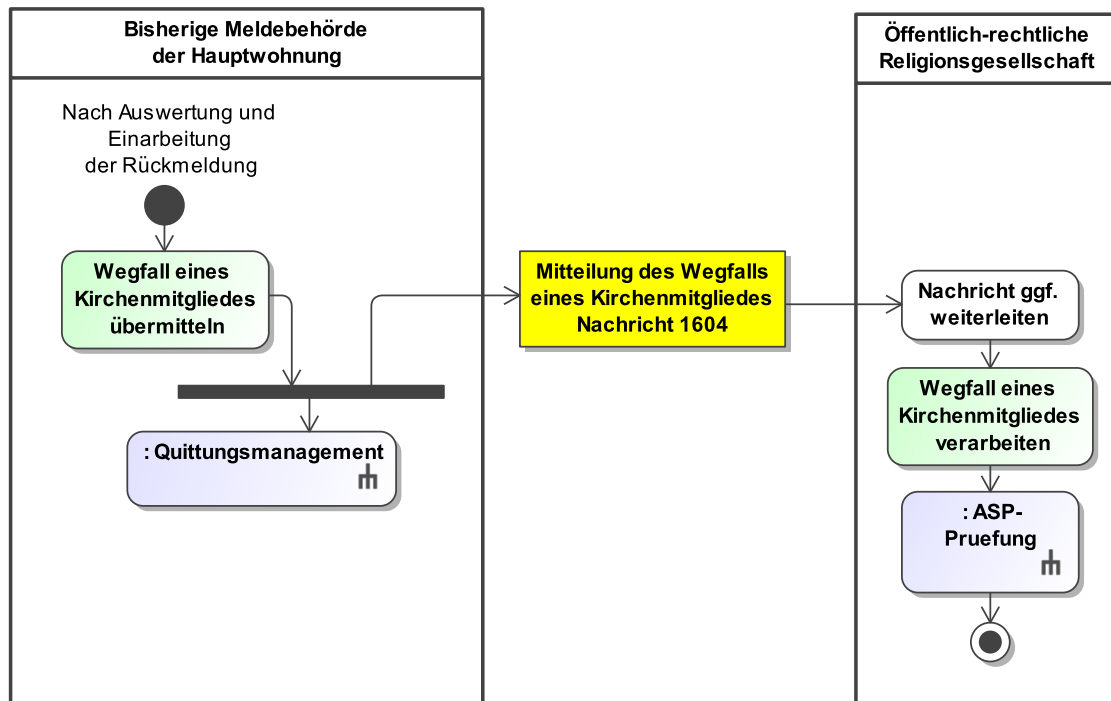 Bisherige Meldebehörde
der Hauptwohnung
Nach Auswertung und
Einarbeitung
der Rückmeldung
Wegfall eines
Kirchenmitgliedes
übermitteln
: Quittungsmanagement
Mitteilung des Wegfalls
eines Kirchenmitgliedes
Nachricht 1604
Öffentlich-rechtliche
Religionsgesellschaft
Nachricht ggf.
weiterleiten
Wegfall eines
Kirchenmitgliedes
verarbeiten
: ASP-
Pruefung